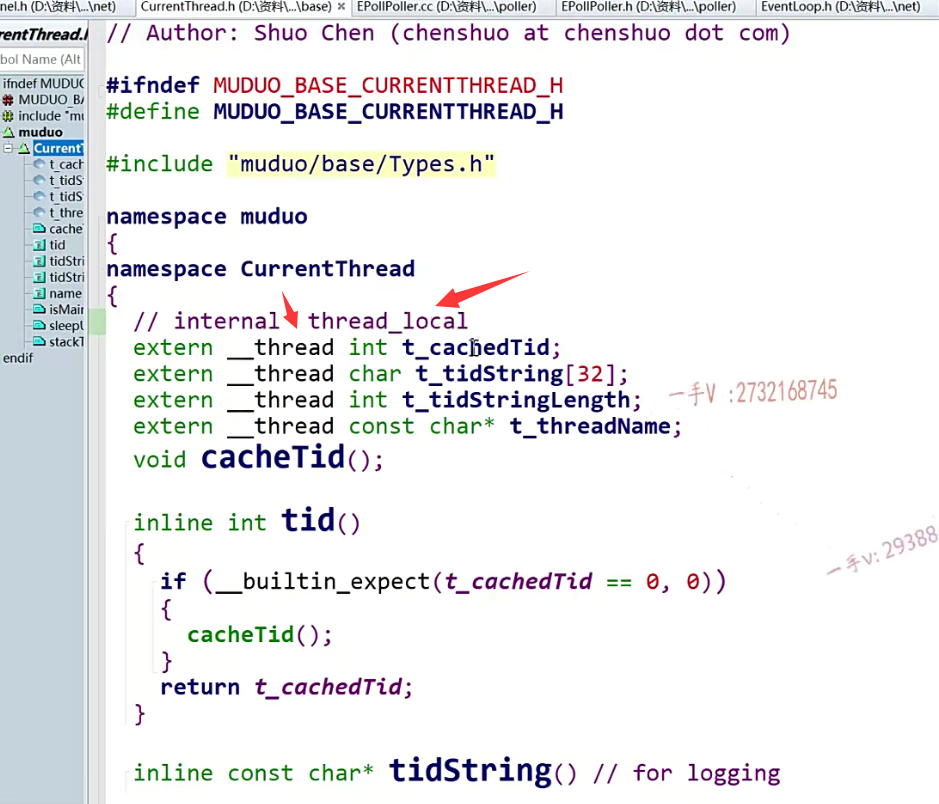 nel.h (D:\资料\...\net) CurrentThread.h (D:\资料\...\base) × EPollPoller.cc (D:\资料\...\poller) EPollPoller.h (D:\资料\...\poller) EventLoop.h (D:\资料\...\net)
rentThread.h
bol Name (Alt
ifndef MUDUO
MUDUO_BA
include "mu
muduo
CurrentT
t_cach
t_tidS
t_tidS
t_thre
cache
tid
tidStri
tidStri
name
isMain
sleepU
stackT
endif
// Author: Shuo Chen (chenshuo at chenshuo dot com)
#ifndef MUDUO_BASE_CURRENTTHREAD_H
#define MUDUO_BASE_CURRENTTHREAD_H
#include "muduo/base/Types.h"
namespace muduo
{
namespace CurrentThread
{
// internal thread_local
extern __thread int t_cachedTid;
extern __thread char t_tidString[32];
extern __thread int t_tidStringLength;
extern __thread const char* t_threadName;
void cacheTid();
inline int tid()
{
if (__builtin_expect(t_cachedTid == 0, 0))
{
cacheTid();
}
return t_cachedTid;
}
inline const char* tidString() // for logging
一手V :2732168745
一手v: 29388